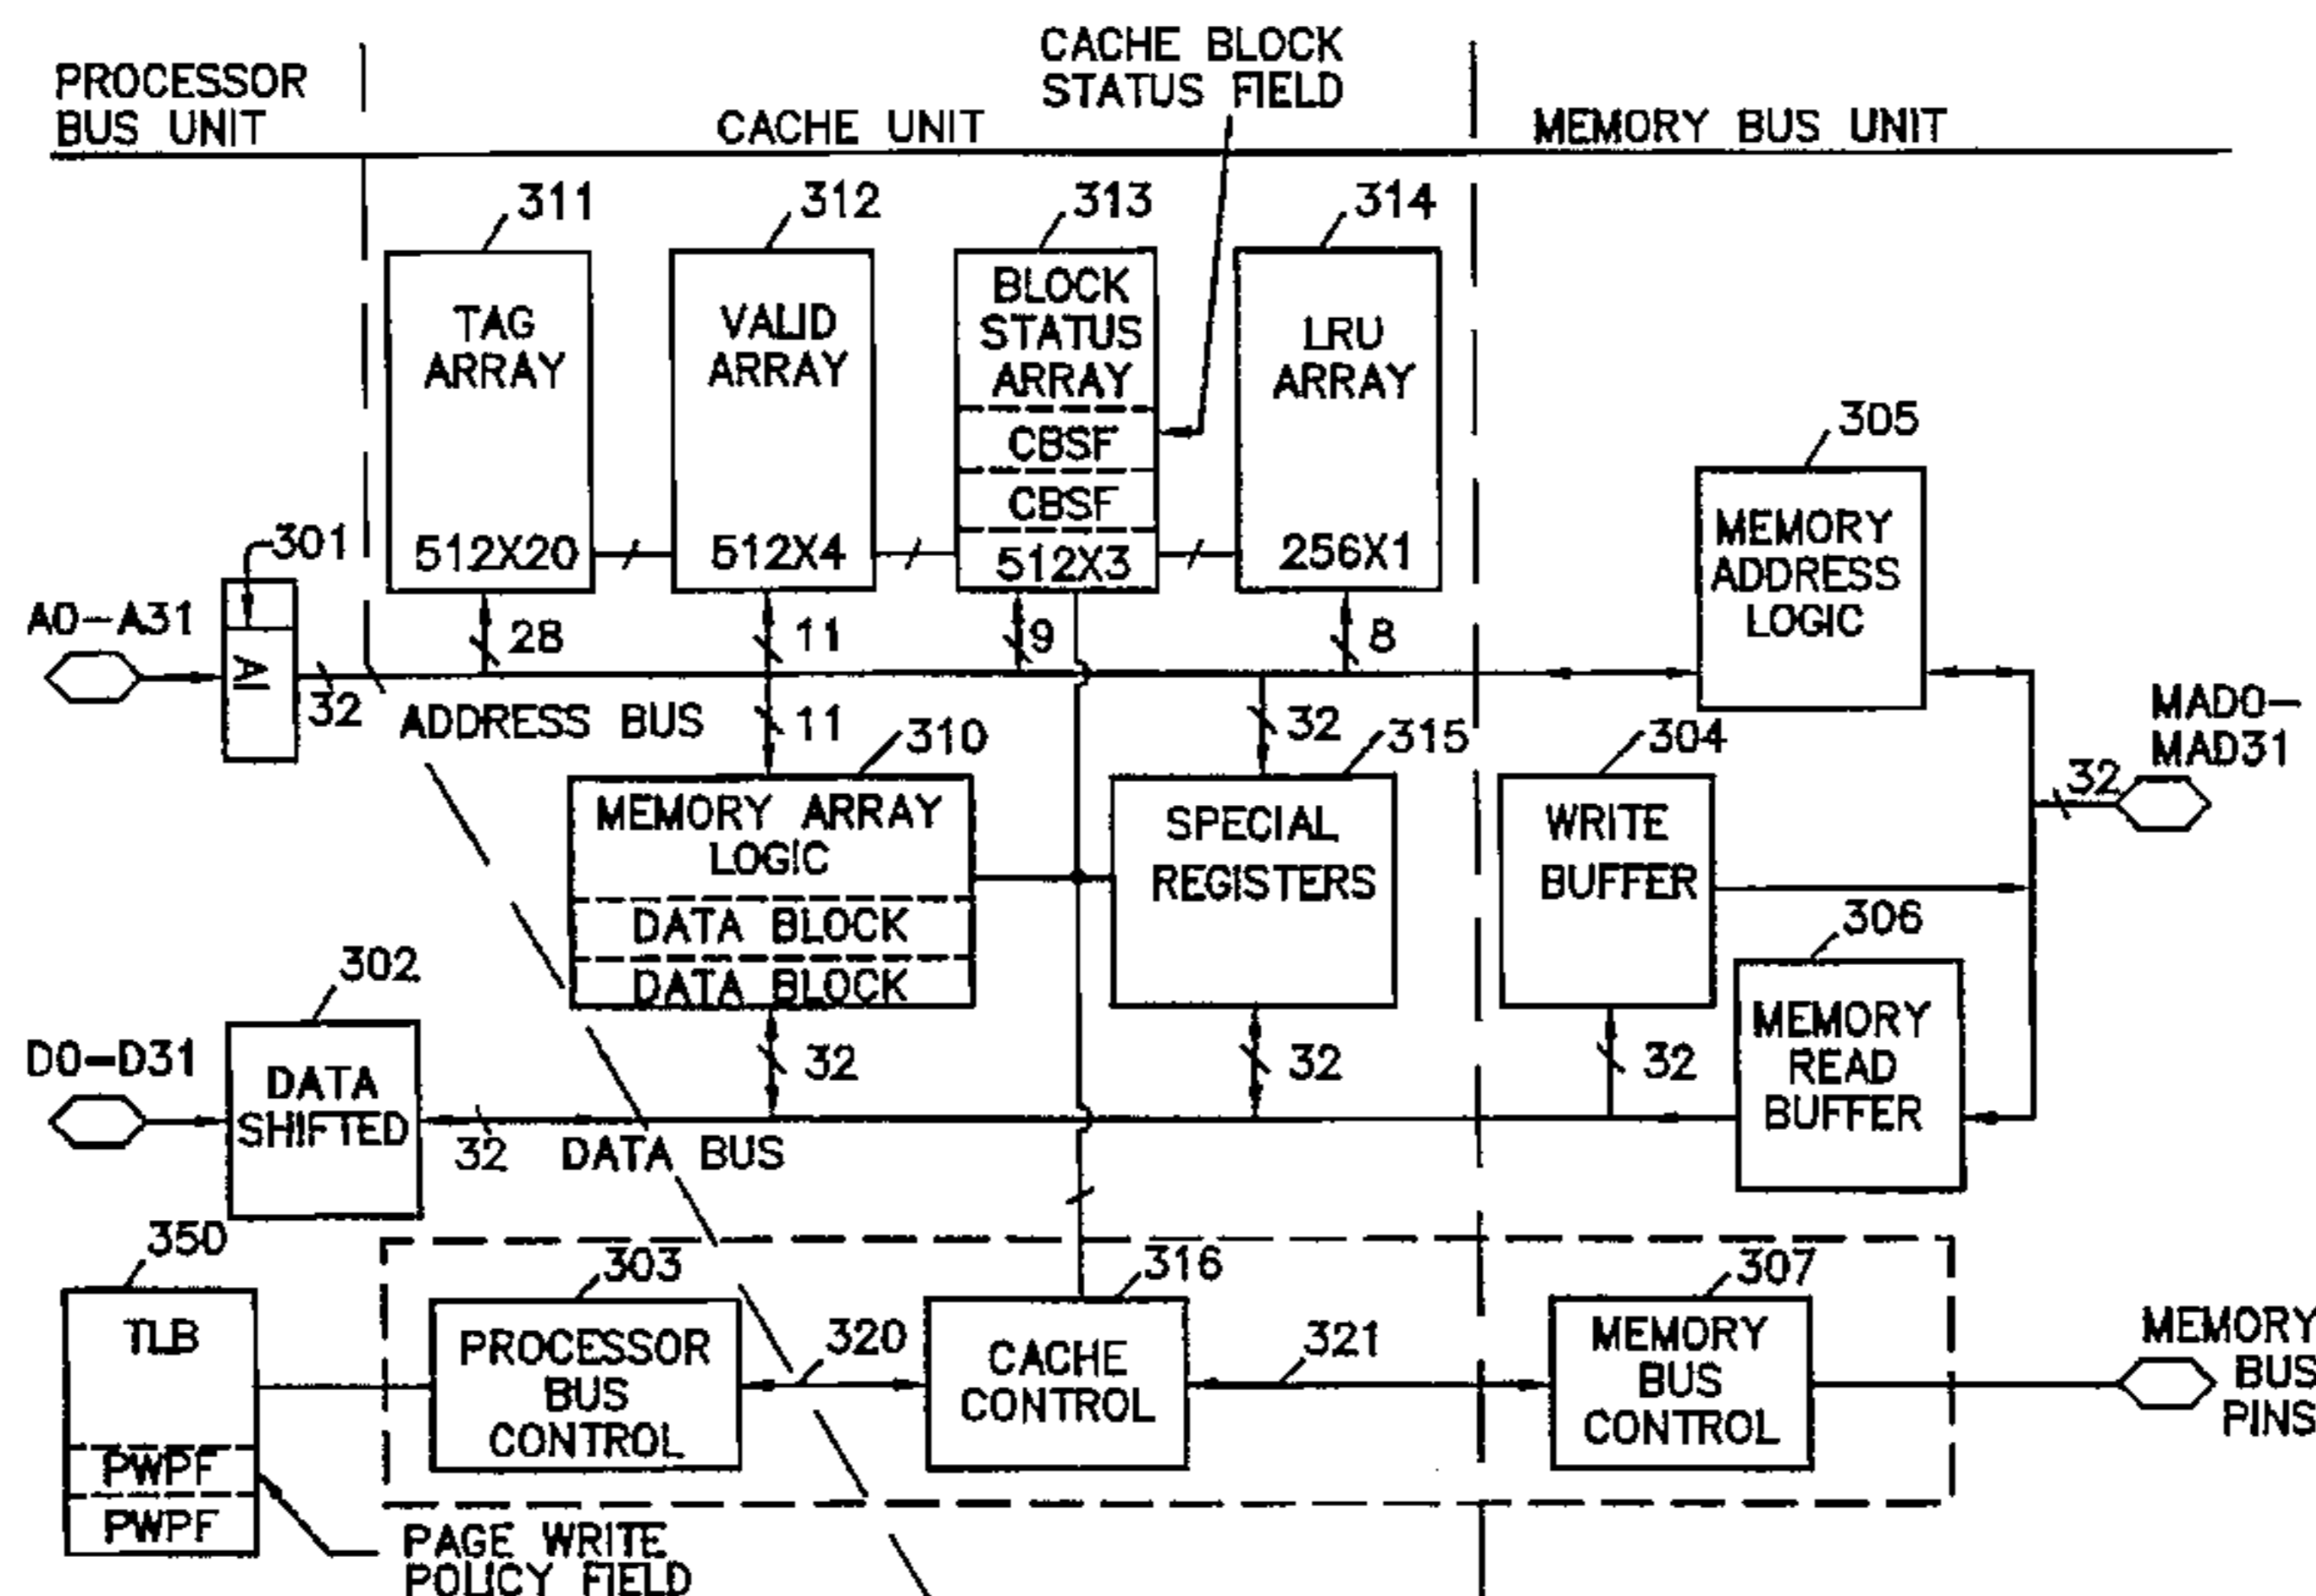 PROCESSOR
BUS UNIT
CACHE UNIT
CACHE BLOCK
STATUS FIELD
MEMORY BUS UNIT
311
312
313
314
TAG
ARRAY
512X20
VALID
ARRAY
512X4
BLOCK
STATUS
ARRAY
CBSF
CBSF
512X3
LRU
ARRAY
256X1
305
MEMORY
ADDRESS
LOGIC
301
A0-A31
A
32
28
11
9
8
ADDRESS BUS
11
32
310
315
304
MAD0-
MAD31
32
MEMORY ARRAY
LOGIC
DATA BLOCK
DATA BLOCK
SPECIAL
REGISTERS
WRITE
BUFFER
306
MEMORY
READ
BUFFER
302
D0-D31
DATA
SHIFTED
32
32
32
32
DATA BUS
350
TLB
PWPF
PWPF
303
PROCESSOR
BUS
CONTROL
320
316
CACHE
CONTROL
321
307
MEMORY
BUS
CONTROL
MEMORY
BUS
PINS
PAGE WRITE
POLICY FIELD